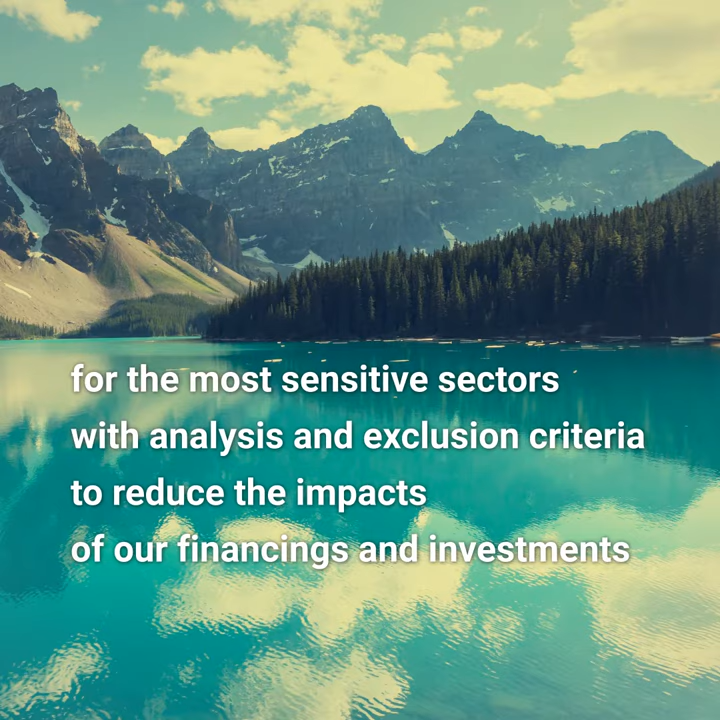 for the most sensitive sectors
with analysis and exclusion criteria
to reduce the impacts
of our financings and investments